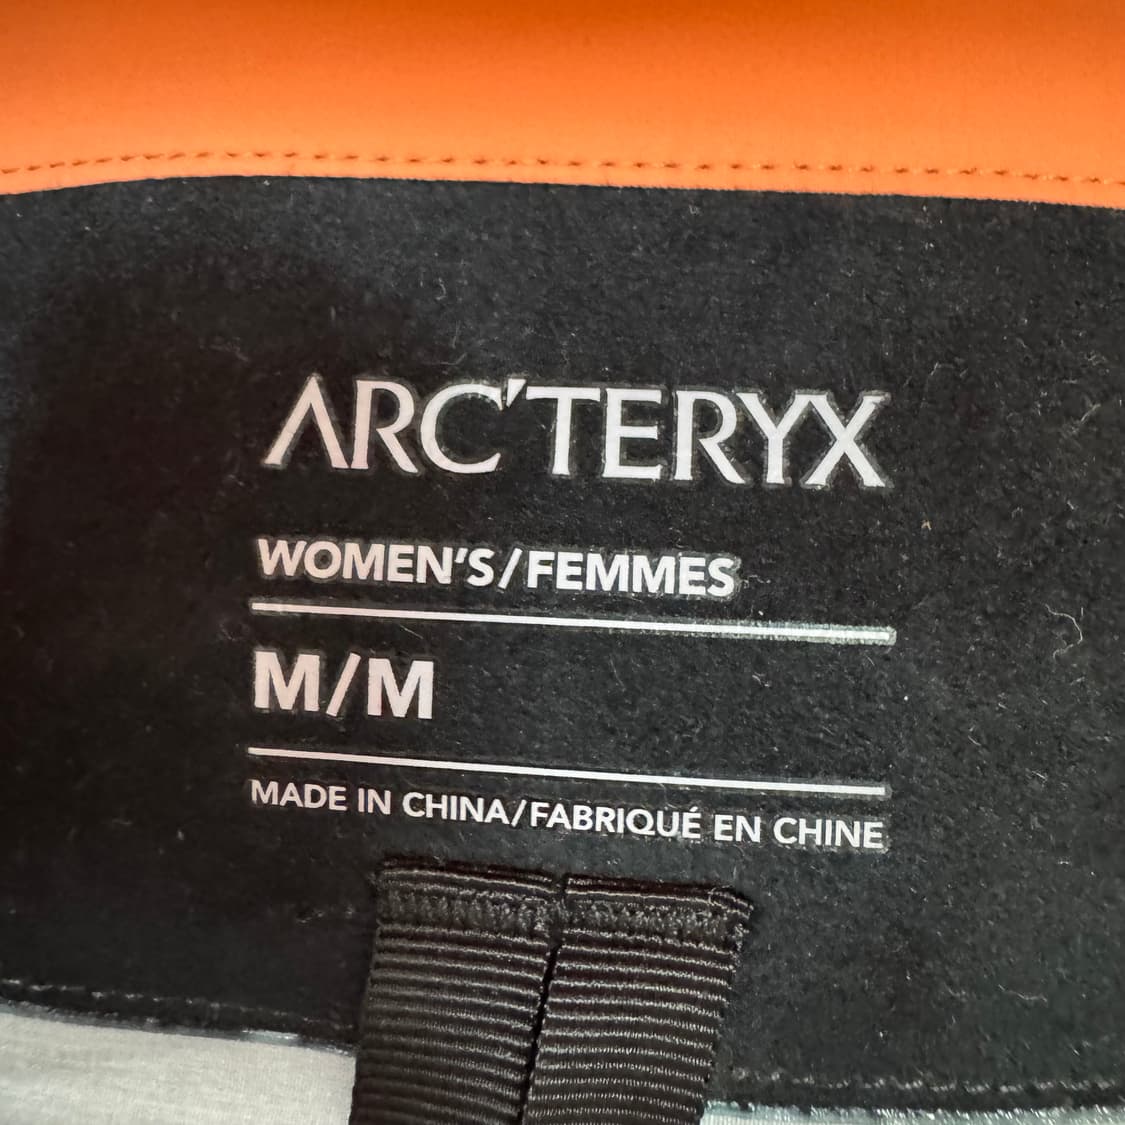 ARC'TERYX
WOMEN'S/FEMMES
M/M
MADE IN CHINA/FABRIQUÉ EN CHINE